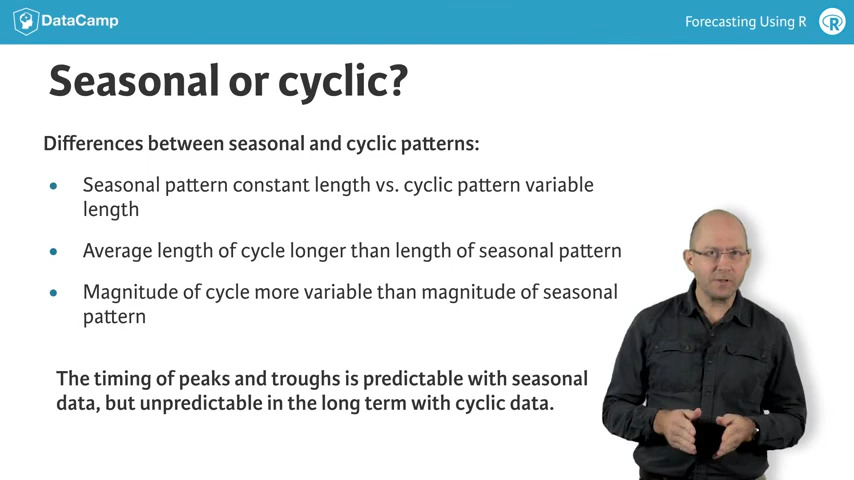 DataCamp
Forecasting Using R
R
Seasonal or cyclic?
Differences between seasonal and cyclic patterns:
• Seasonal pattern constant length vs. cyclic pattern variable
length
• Average length of cycle longer than length of seasonal pattern
• Magnitude of cycle more variable than magnitude of seasonal
pattern
The timing of peaks and troughs is predictable with seasonal
data, but unpredictable in the long term with cyclic data.